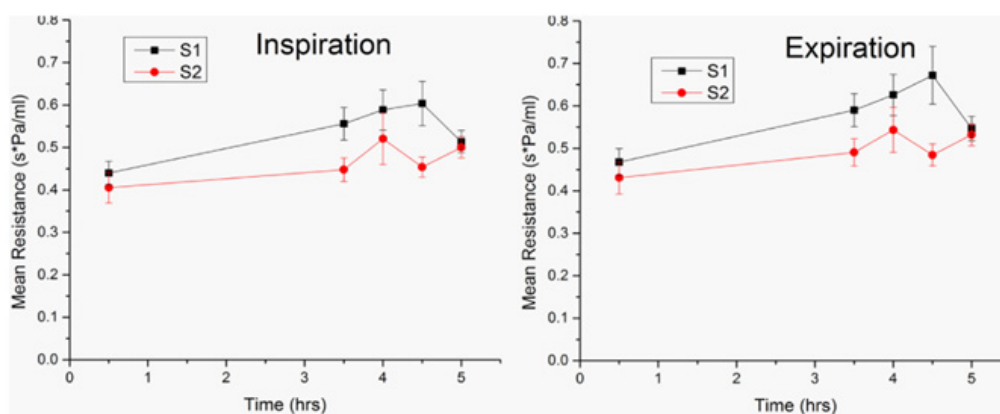 Inspiration
S1
S2
Mean Resistance (s*Pa/ml)
0.8
0.7
0.6
0.5
0.4
0.3
0.2
0.1
0.0
0 1 2 3 4 5
Time (hrs)
Expiration
S1
S2
Mean Resistance (s*Pa/ml)
0.8
0.7
0.6
0.5
0.4
0.3
0.2
0.1
0.0
0 1 2 3 4 5
Time (hrs)